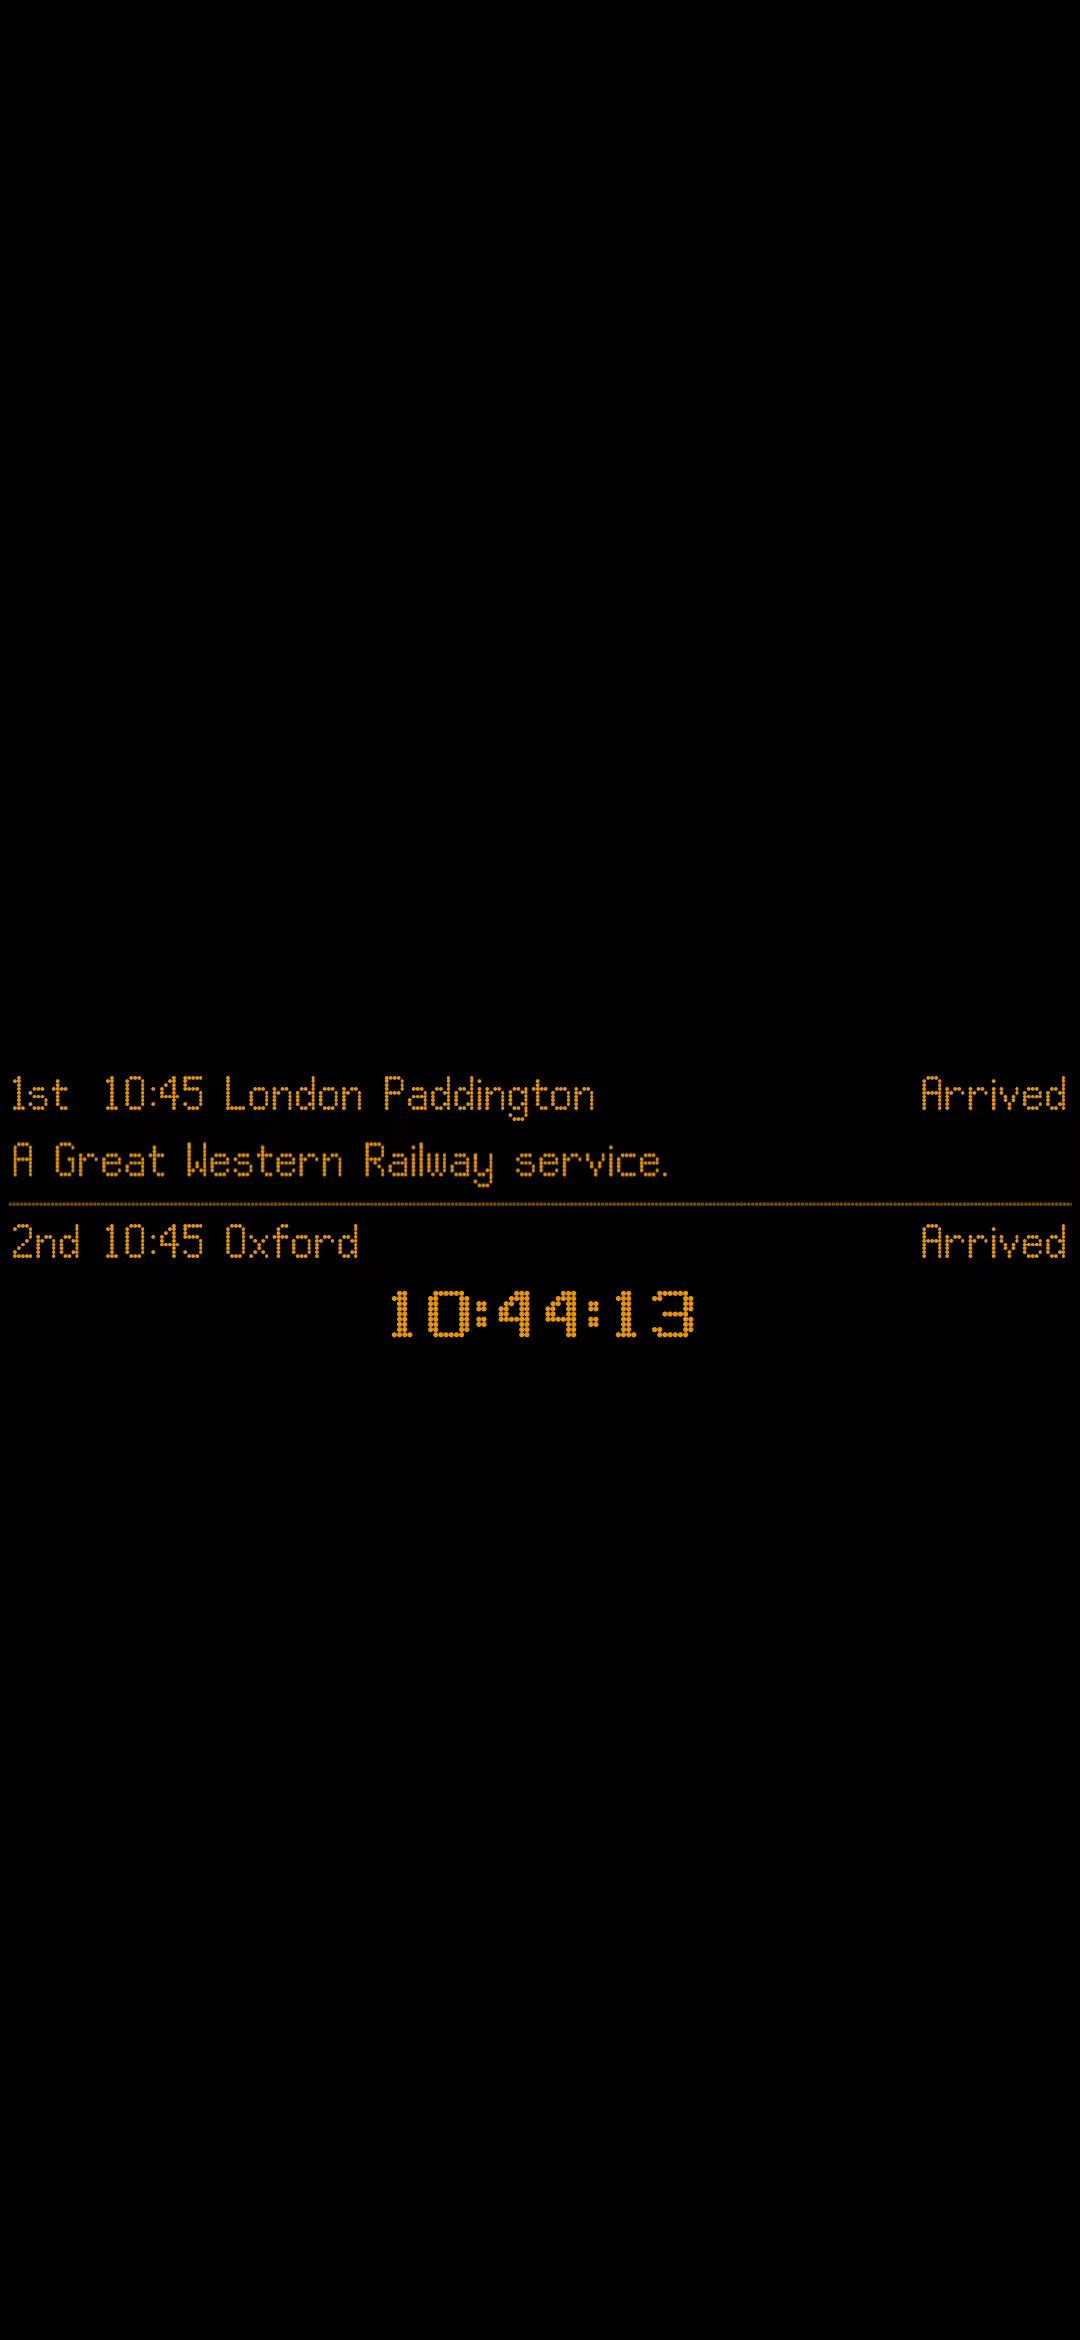 1st 10:45 London Paddington Arrived
A Great Western Railway service.
2nd 10:45 Oxford Arrived
10:44:13